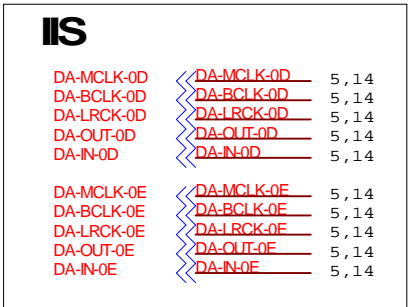 IIS
DA-MCLK-0D DA-MCLK-0D 5,14
DA-BCLK-0D DA-BCLK-0D 5,14
DA-LRCK-0D DA-LRCK-0D 5,14
DA-OUT-0D DA-OUT-0D 5,14
DA-IN-0D DA-IN-0D 5,14
DA-MCLK-0E DA-MCLK-0E 5,14
DA-BCLK-0E DA-BCLK-0E 5,14
DA-LRCK-0E DA-LRCK-0E 5,14
DA-OUT-0E DA-OUT-0E 5,14
DA-IN-0E DA-IN-0E 5,14